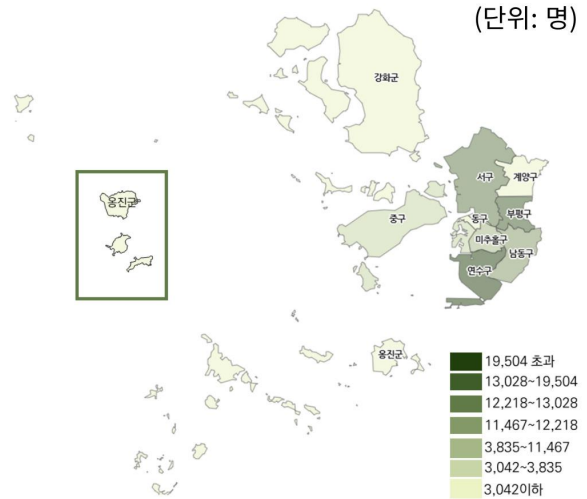 (단위: 명)
강화군
서구
계양구
옹진군
중구
동구
부평구
미추홀구
남동구
연수구
옹진군
19,504 초과
13,028~19,504
12,218~13,028
11,467~12,218
3,835~11,467
3,042~3,835
3,042이하